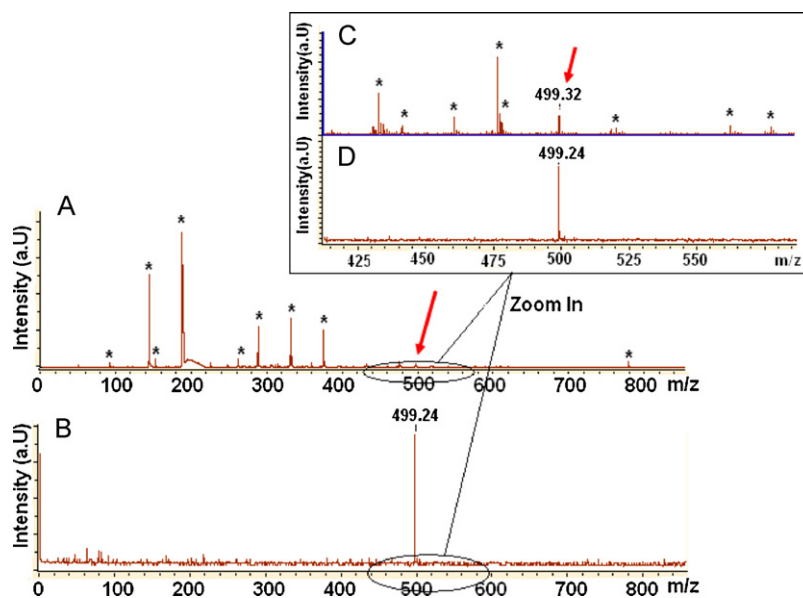 C
Intensity(a.U)
* * * * * 499.32 * * *
D
Intensity(a.U)
499.24
425 450 475 500 525 550 m/z
Zoom In
A
Intensity (a.U)
* * * * * * * * *
0 100 200 300 400 500 600 700 800 m/z
B
Intensity (a.U)
499.24
0 100 200 300 400 500 600 700 800 m/z